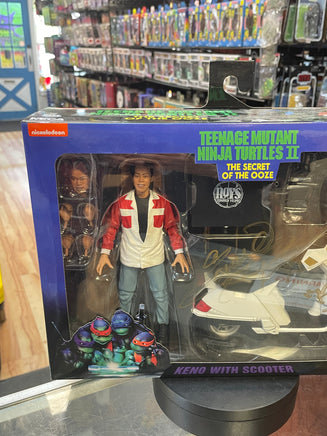 nickelodeon
TEENAGE MUTANT
NINJA TURTLES II
THE SECRET
OF THE OOZE
KENO WITH SCOOTER